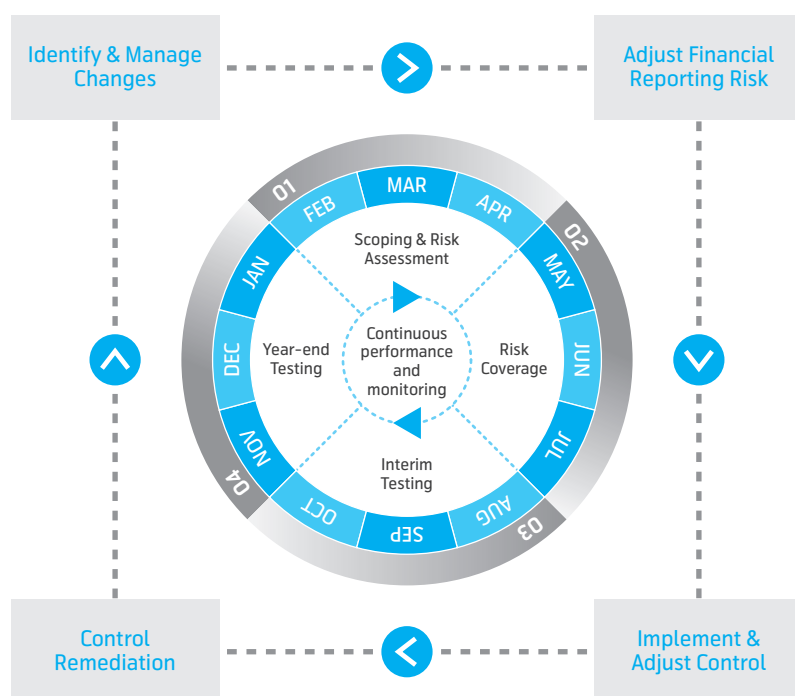 Identify & Manage
Changes
Adjust Financial
Reporting Risk
01
FEB
MAR
APR
02
MAY
JUN
JUL
03
AUG
SEP
OCT
04
NOV
DEC
JAN
Scoping & Risk
Assessment
Risk
Coverage
Interim
Testing
Year-end
Testing
Continuous
performance
and
monitoring
Control
Remediation
Implement &
Adjust Control